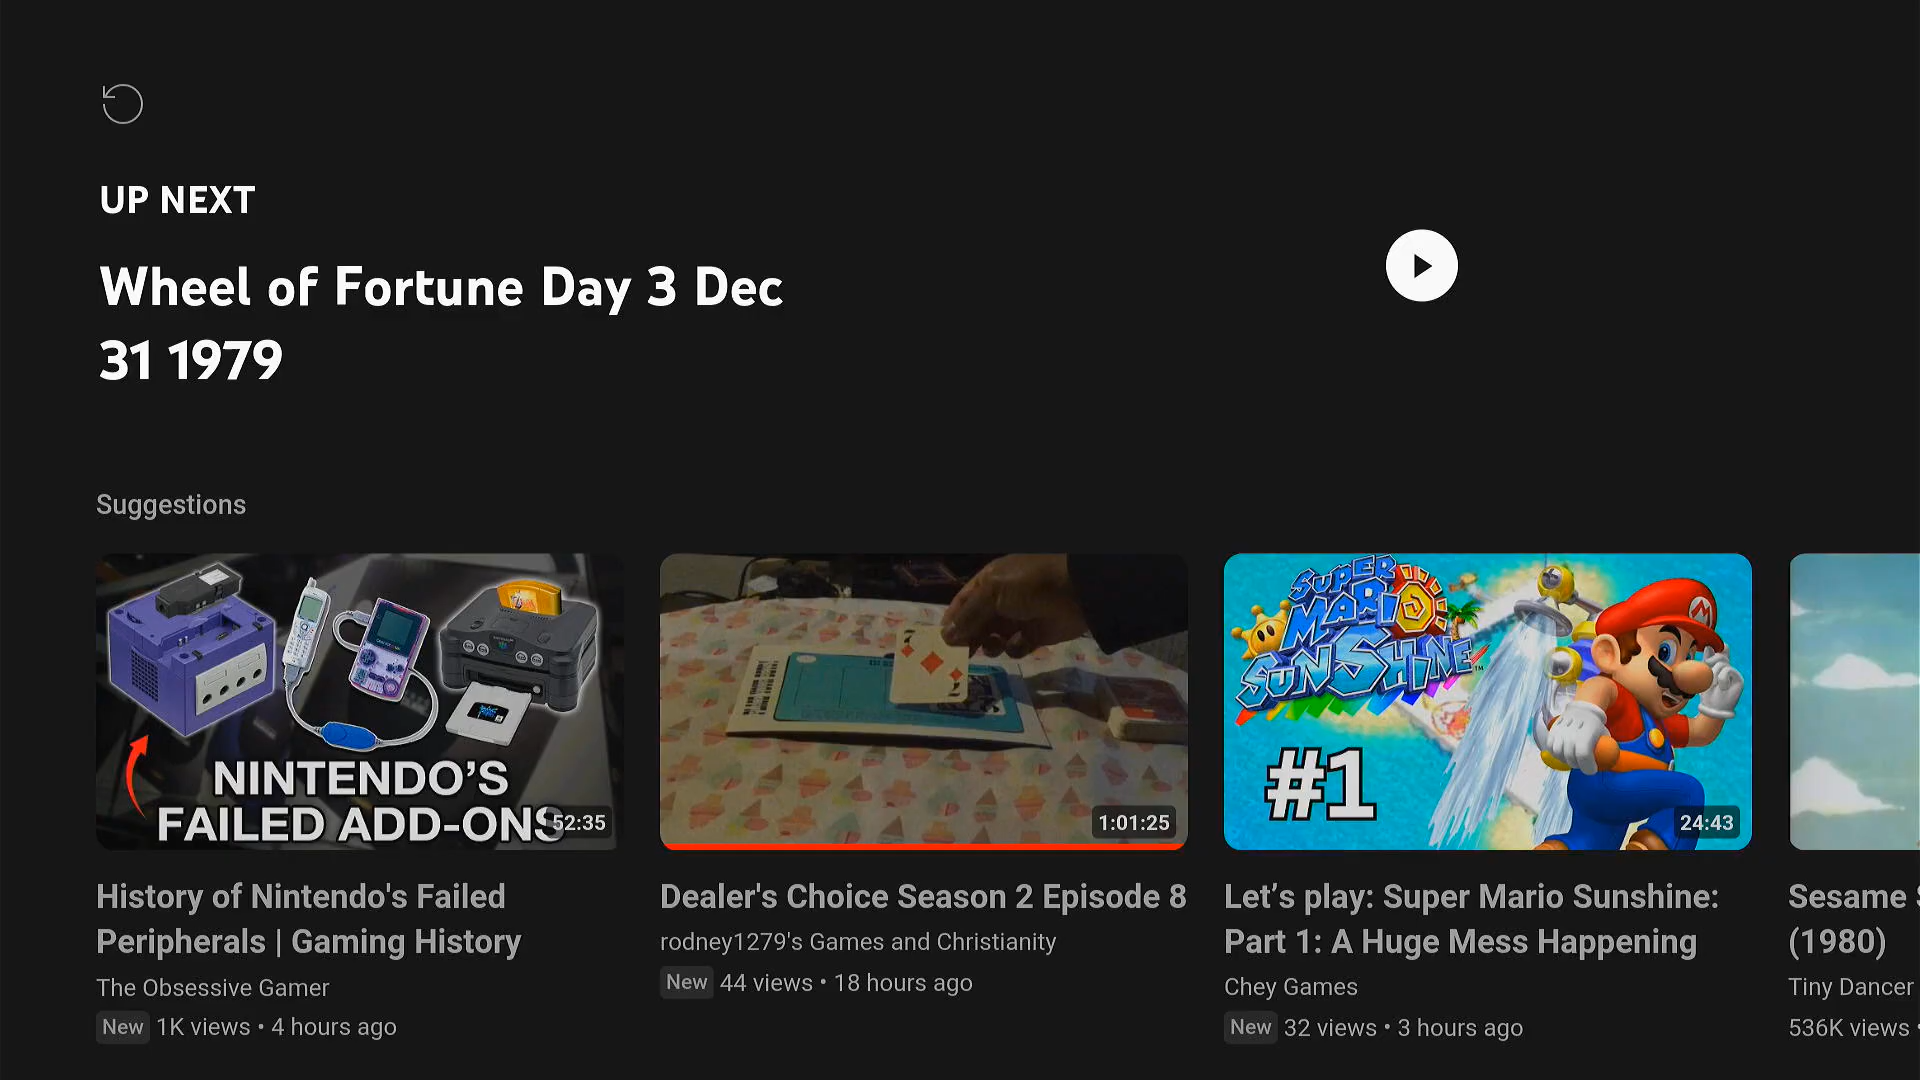 UP NEXT
Wheel of Fortune Day 3 Dec
31 1979
Suggestions
NINTENDO'S
FAILED ADD-ONS
52:35
1:01:25
SUPER
MARIO
SUNSHINE
TM
#1
24:43
History of Nintendo's Failed
Peripherals | Gaming History
The Obsessive Gamer
New 1K views • 4 hours ago
Dealer's Choice Season 2 Episode 8
rodney1279's Games and Christianity
New 44 views • 18 hours ago
Let’s play: Super Mario Sunshine:
Part 1: A Huge Mess Happening
Chey Games
New 32 views • 3 hours ago
Sesame
(1980)
Tiny Dancer
536K views